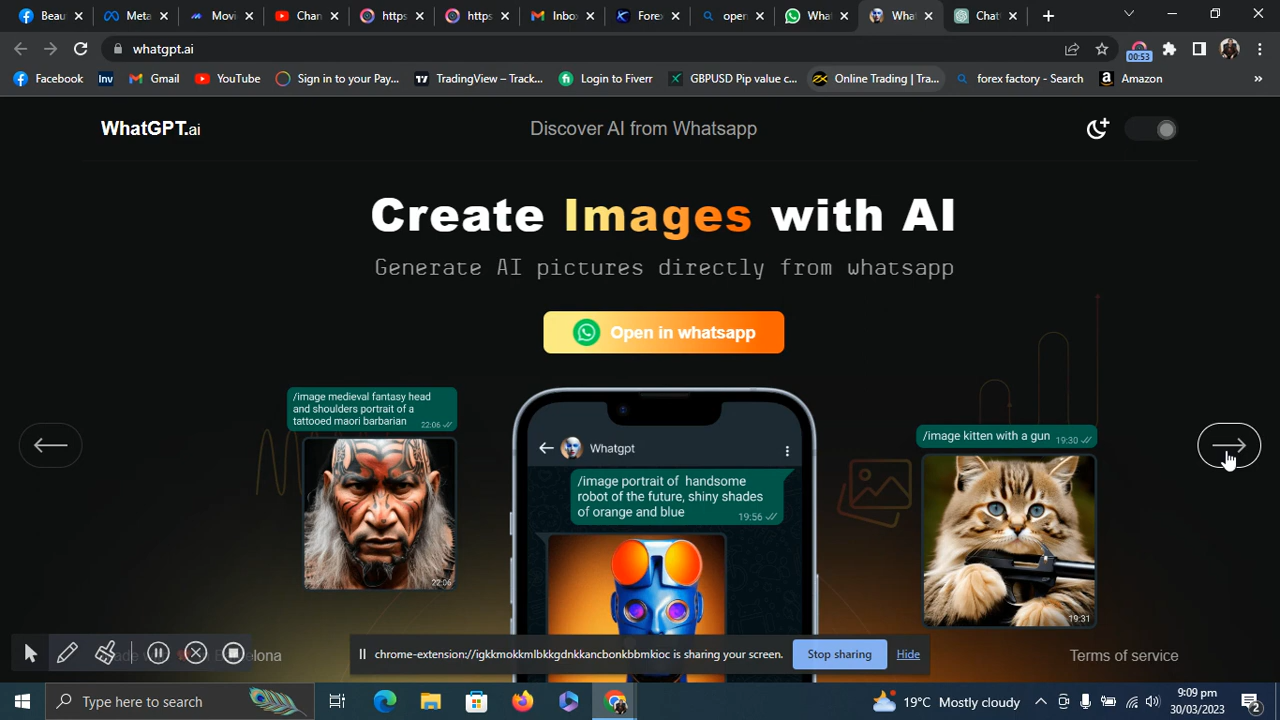 Beau
Meta
Movi
Chan
https
https
Inbo
Forex
open
What
What
Chat
whatgpt.ai
00:53
Facebook
Inv
Gmail
YouTube
Sign in to your Pay...
TradingView – Track...
Login to Fiverr
GBPUSD Pip value c...
Online Trading | Tra...
forex factory - Search
Amazon
»
WhatGPT.ai
Discover AI from Whatsapp
Create Images with AI
Generate AI pictures directly from whatsapp
Open in whatsapp
/image medieval fantasy head
and shoulders portrait of a
tattooed maori barbarian
22:06
22:06
Whatgpt
/image portrait of handsome
robot of the future, shiny shades
of orange and blue
19:56
/image kitten with a gun 19:30
19:31
lona
chrome-extension://igkkmokkmlbkkgdnkkancbonkbbmkioc is sharing your screen.
Stop sharing
Hide
Terms of service
Type here to search
19°C Mostly cloudy
9:09 pm
30/03/2023
2